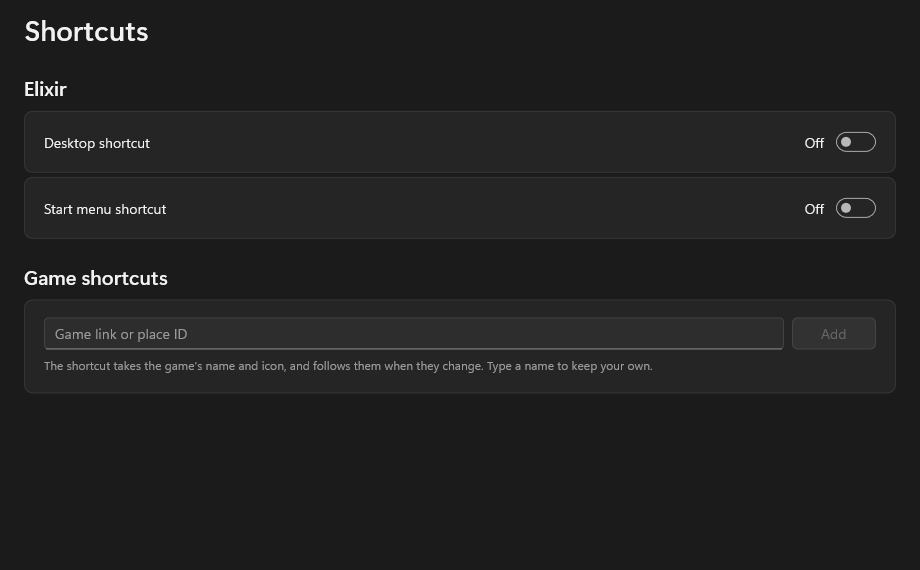 Shortcuts
Elixir
Desktop shortcut
Off
Start menu shortcut
Off
Game shortcuts
Game link or place ID
Add
The shortcut takes the game's name and icon, and follows them when they change. Type a name to keep your own.